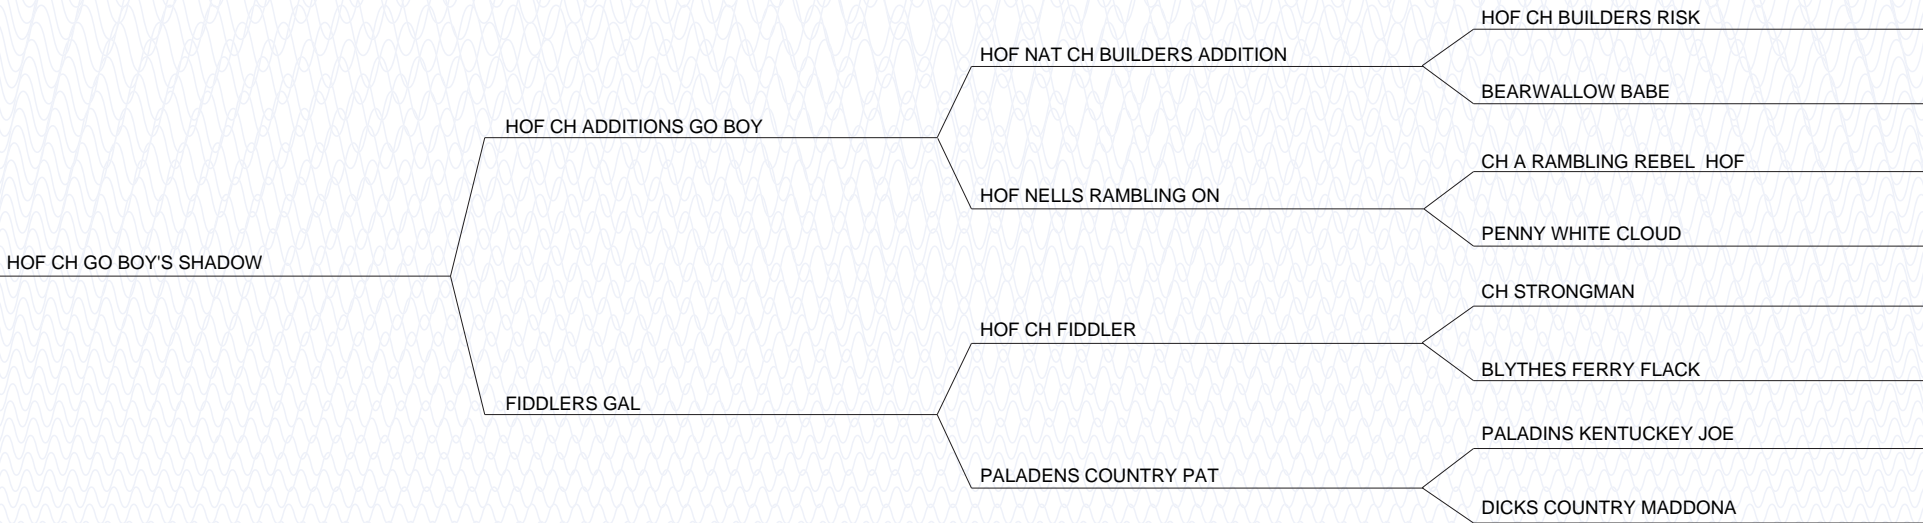 HOF CH BUILDERS RISK
HOF NAT CH BUILDERS ADDITION
BEARWALLOW BABE
HOF CH ADDITIONS GO BOY
CH A RAMBLING REBEL  HOF
HOF NELLS RAMBLING ON
PENNY WHITE CLOUD
HOF CH GO BOY'S SHADOW
CH STRONGMAN
HOF CH FIDDLER
BLYTHES FERRY FLACK
FIDDLERS GAL
PALADINS KENTUCKEY JOE
PALADENS COUNTRY PAT
DICKS COUNTRY MADDONA